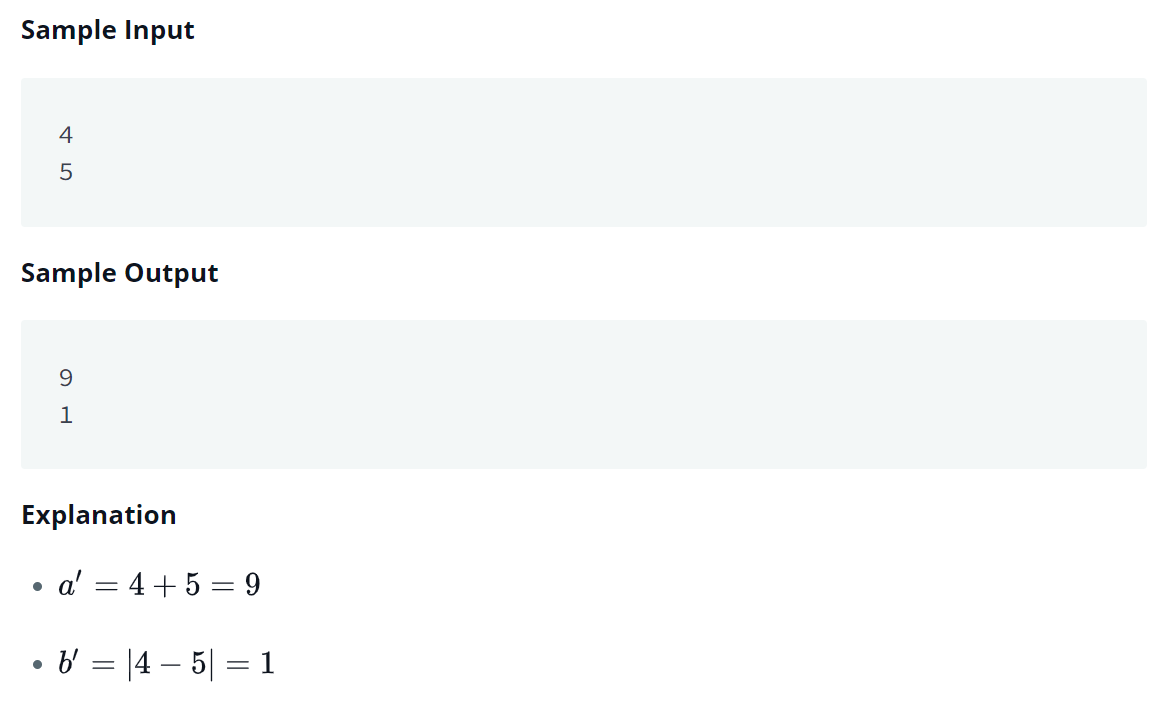 Sample Input
4
5
Sample Output
9
1
Explanation
• a′ = 4 + 5 = 9
• b′ = |4 − 5| = 1